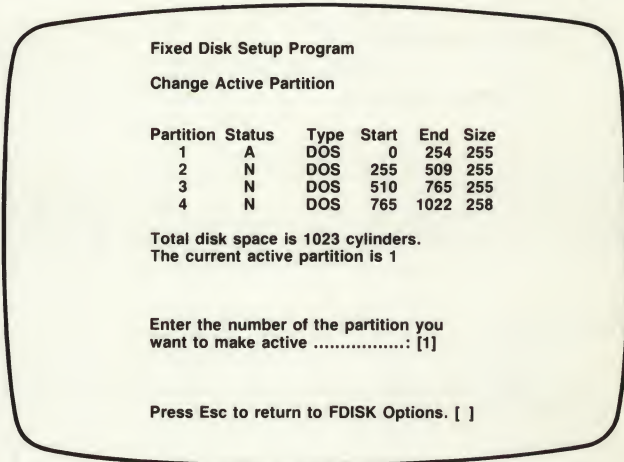 Fixed Disk Setup Program
Change Active Partition
Partition Status Type Start End Size
1 A DOS 0 254 255
2 N DOS 255 509 255
3 N DOS 510 765 255
4 N DOS 765 1022 258
Total disk space is 1023 cylinders.
The current active partition is 1
Enter the number of the partition you
want to make active .................: [1]
Press Esc to return to FDISK Options. [ ]